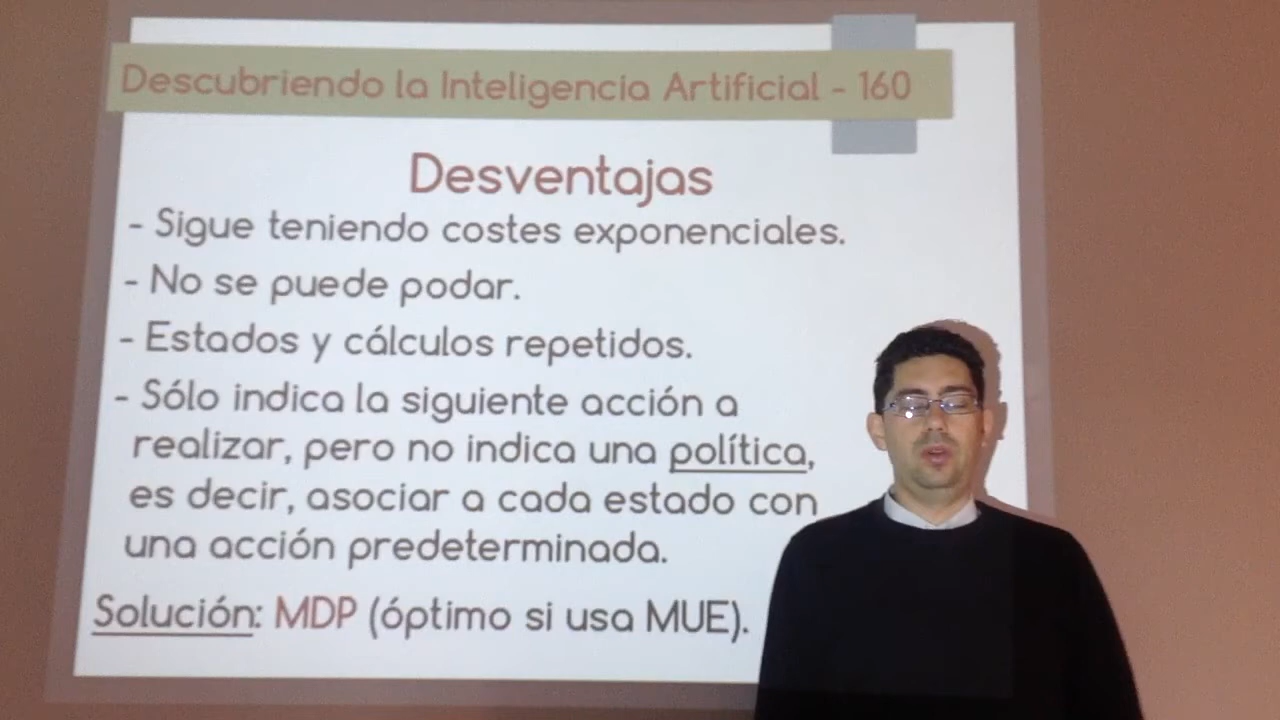 Descubriendo la Inteligencia Artificial - 160
Desventajas
- Sigue teniendo costes exponenciales.
- No se puede podar.
- Estados y cálculos repetidos.
- Sólo indica la siguiente acción a
realizar, pero no indica una política,
es decir, asociar a cada estado con
una acción predeterminada.
Solución: MDP (óptimo si usa MUE).